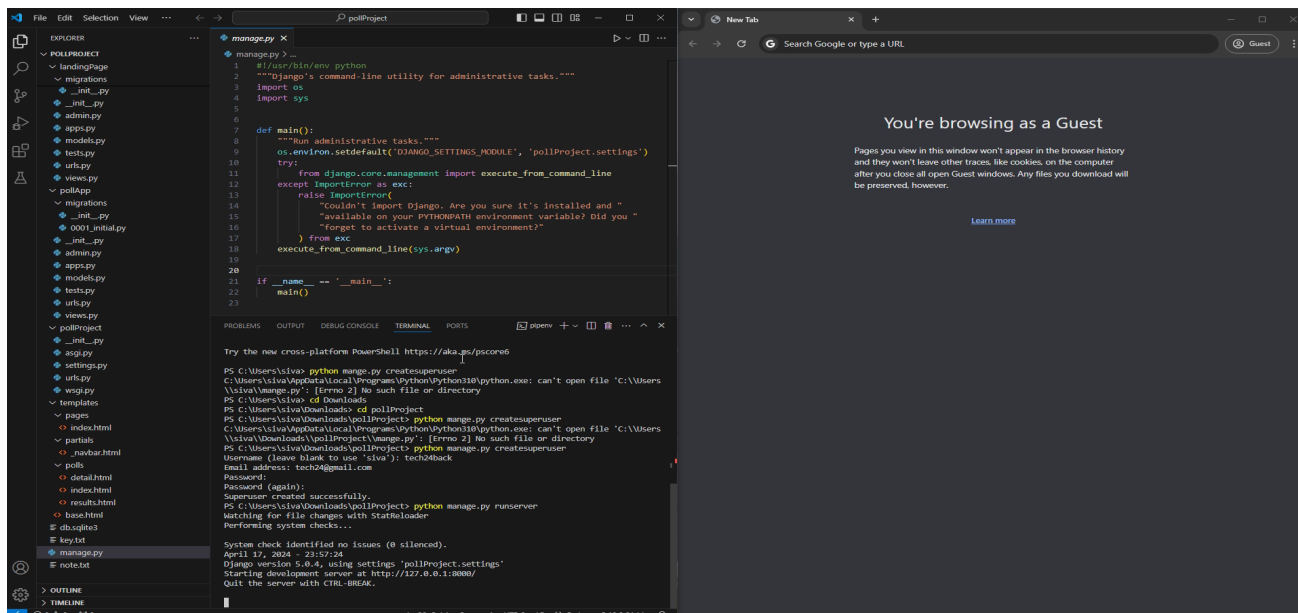 File Edit Selection View ··· pollProject
EXPLORER ···
POLLPROJECT
landingPage
migrations
__init__.py
__init__.py
admin.py
apps.py
models.py
tests.py
urls.py
views.py
pollApp
migrations
__init__.py
0001_initial.py
__init__.py
admin.py
apps.py
models.py
tests.py
urls.py
views.py
pollProject
__init__.py
asgi.py
settings.py
urls.py
wsgi.py
templates
pages
index.html
partials
_navbar.html
polls
detail.html
index.html
results.html
base.html
db.sqlite3
key.txt
manage.py
note.txt
OUTLINE
TIMELINE
manage.py
manage.py > ...
1 #!/usr/bin/env python
2 """Django's command-line utility for administrative tasks."""
3 import os
4 import sys
5
6
7 def main():
8 """Run administrative tasks."""
9 os.environ.setdefault('DJANGO_SETTINGS_MODULE', 'pollProject.settings')
10 try:
11 from django.core.management import execute_from_command_line
12 except ImportError as exc:
13 raise ImportError(
14 "Couldn't import Django. Are you sure it's installed and "
15 "available on your PYTHONPATH environment variable? Did you "
16 "forget to activate a virtual environment?"
17 ) from exc
18 execute_from_command_line(sys.argv)
19
20
21 if __name__ == '__main__':
22 main()
23
PROBLEMS OUTPUT DEBUG CONSOLE TERMINAL PORTS pipenv
Try the new cross-platform PowerShell https://aka.ms/pscore6
PS C:\Users\siva> python mange.py createsuperuser
C:\Users\siva\AppData\Local\Programs\Python\Python310\python.exe: can't open file 'C:\\Users
\\siva\\mange.py': [Errno 2] No such file or directory
PS C:\Users\siva> cd Downloads
PS C:\Users\siva\Downloads> cd pollProject
PS C:\Users\siva\Downloads\pollProject> python mange.py createsuperuser
C:\Users\siva\AppData\Local\Programs\Python\Python310\python.exe: can't open file 'C:\\Users
\\siva\\Downloads\\pollProject\\mange.py': [Errno 2] No such file or directory
PS C:\Users\siva\Downloads\pollProject> python manage.py createsuperuser
Username (leave blank to use 'siva'): tech24back
Email address: tech24@gmail.com
Password:
Password (again):
Superuser created successfully.
PS C:\Users\siva\Downloads\pollProject> python manage.py runserver
Watching for file changes with StatReloader
Performing system checks...
System check identified no issues (0 silenced).
April 17, 2024 - 23:57:24
Django version 5.0.4, using settings 'pollProject.settings'
Starting development server at http://127.0.0.1:8000/
Quit the server with CTRL-BREAK.
New Tab
Search Google or type a URL
Guest
You're browsing as a Guest
Pages you view in this window won't appear in the browser history
and they won't leave other traces, like cookies, on the computer
after you close all open Guest windows. Any files you download will
be preserved, however.
Learn more